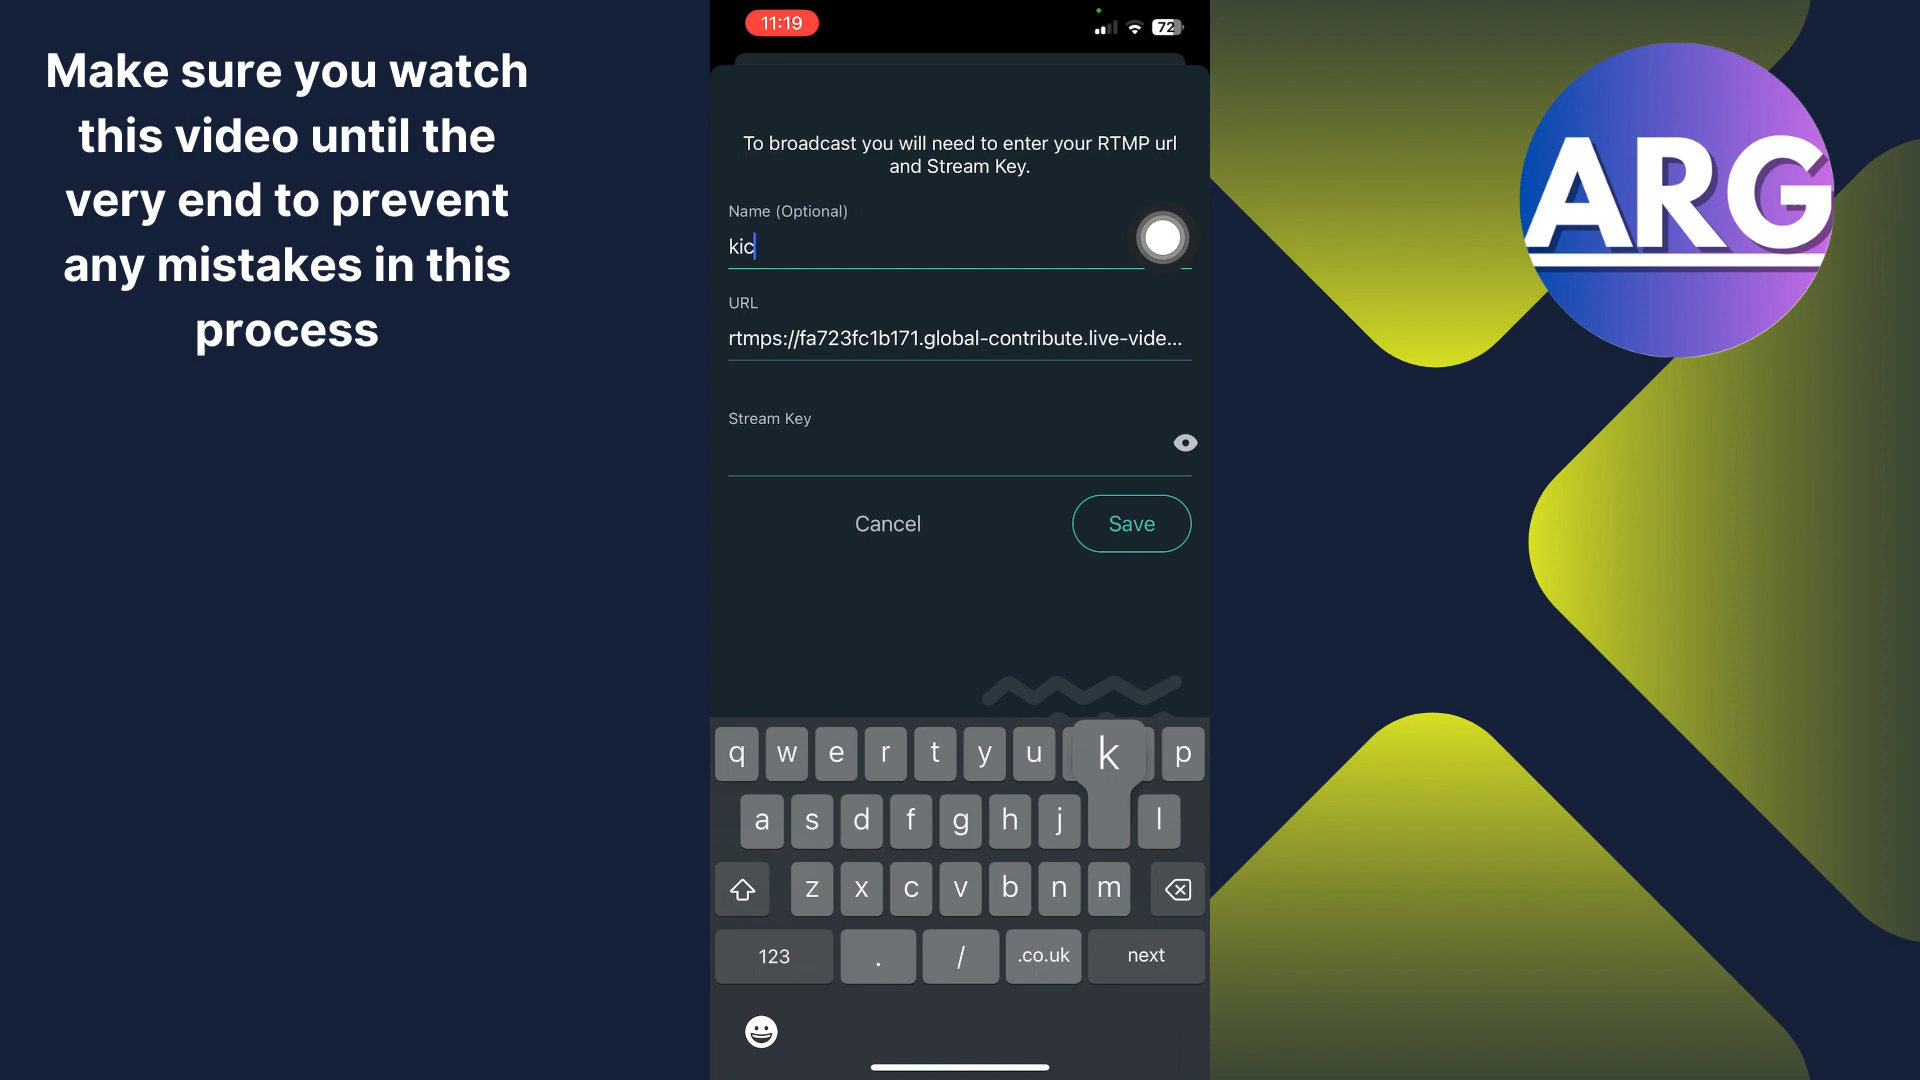 Make sure you watch
this video until the
very end to prevent
any mistakes in this
process
11:19
72
To broadcast you will need to enter your RTMP url
and Stream Key.
Name (Optional)
kic
URL
rtmps://fa723fc1b171.global-contribute.live-vide...
Stream Key
Cancel
Save
q w e r t y u k p
a s d f g h j l
z x c v b n m
123 . / .co.uk next
ARG